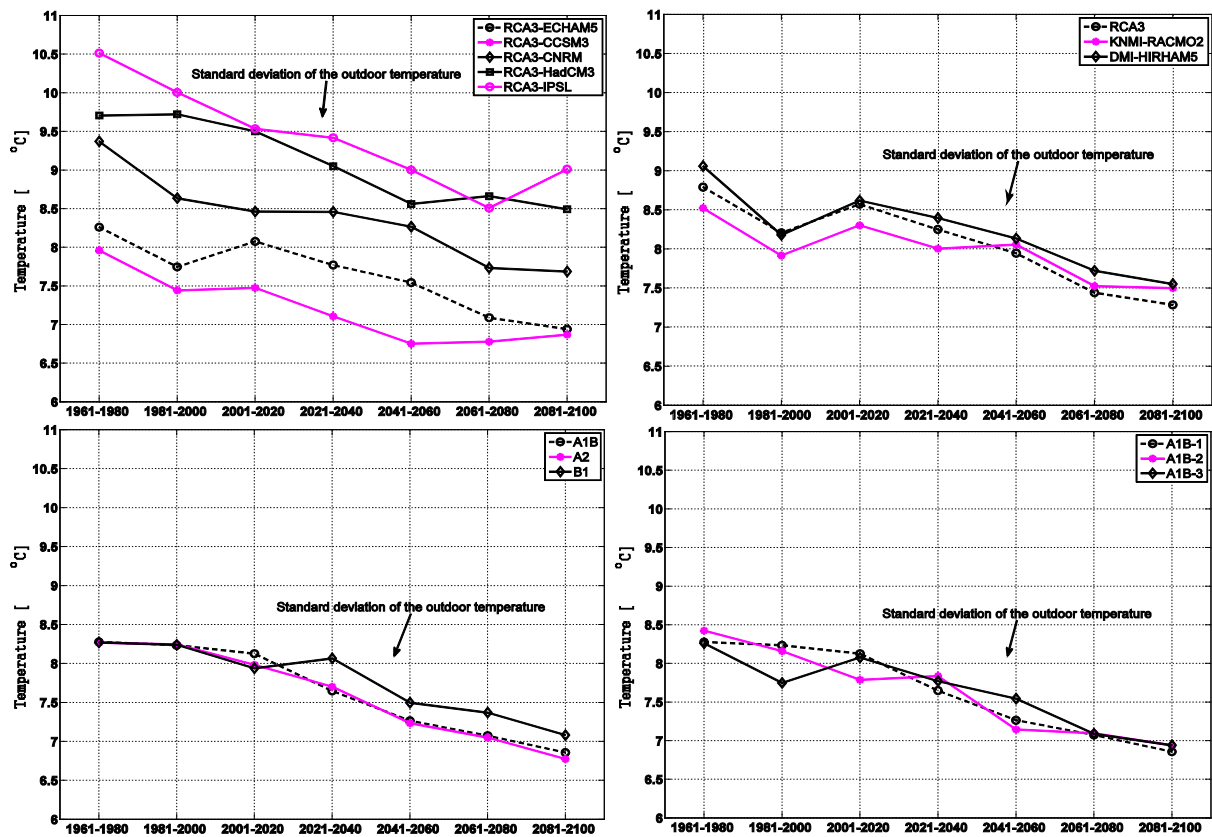 11
10.5
10
9.5
9
8.5
8
7.5
7
6.5
6
Temperature [ °C]
RCA3-ECHAM5
RCA3-CCSM3
RCA3-CNRM
RCA3-HadCM3
RCA3-IPSL
Standard deviation of the outdoor temperature
1961-1980 1981-2000 2001-2020 2021-2040 2041-2060 2061-2080 2081-2100
11
10.5
10
9.5
9
8.5
8
7.5
7
6.5
6
Temperature [ °C]
RCA3
KNMI-RACMO2
DMI-HIRHAM5
Standard deviation of the outdoor temperature
1961-1980 1981-2000 2001-2020 2021-2040 2041-2060 2061-2080 2081-2100
11
10.5
10
9.5
9
8.5
8
7.5
7
6.5
6
Temperature [ °C]
A1B
A2
B1
Standard deviation of the outdoor temperature
1961-1980 1981-2000 2001-2020 2021-2040 2041-2060 2061-2080 2081-2100
11
10.5
10
9.5
9
8.5
8
7.5
7
6.5
6
Temperature [ °C]
A1B-1
A1B-2
A1B-3
Standard deviation of the outdoor temperature
1961-1980 1981-2000 2001-2020 2021-2040 2041-2060 2061-2080 2081-2100